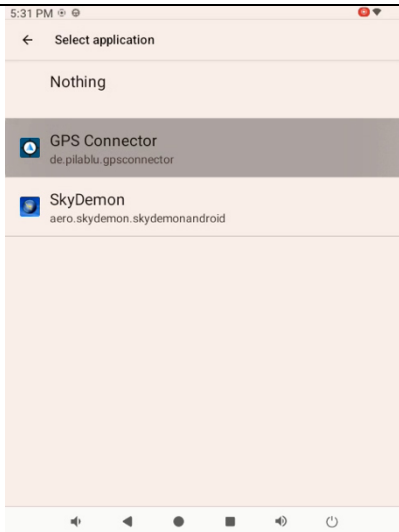 5:31 PM
Select application
Nothing
GPS Connector
de.pilablu.gpsconnector
SkyDemon
aero.skydemon.skydemonandroid